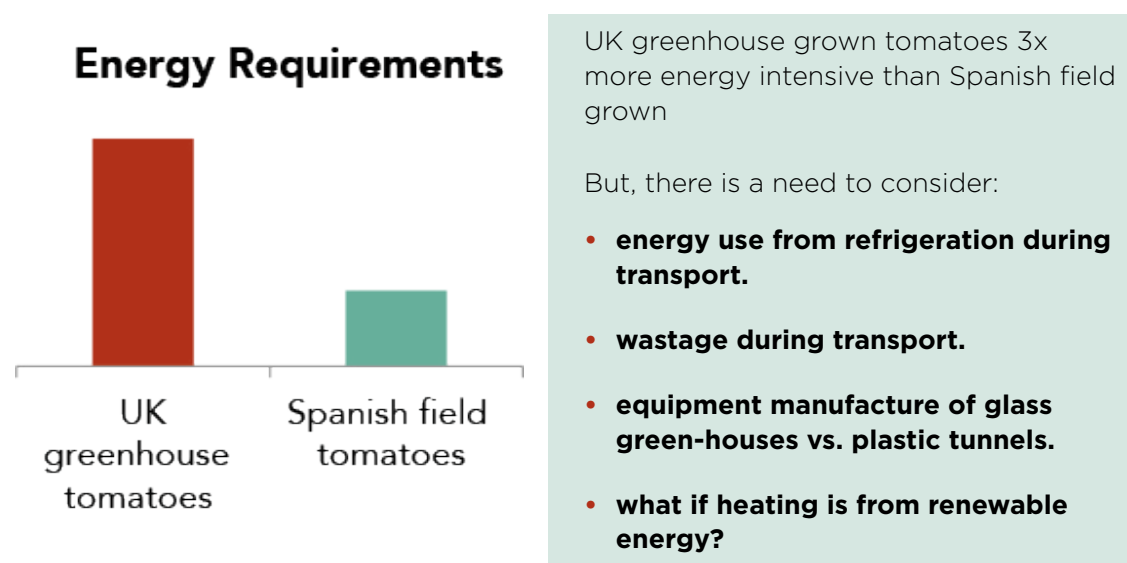 Energy Requirements
UK
greenhouse
tomatoes
Spanish field
tomatoes
UK greenhouse grown tomatoes 3x
more energy intensive than Spanish field
grown
But, there is a need to consider:
• energy use from refrigeration during
transport.
• wastage during transport.
• equipment manufacture of glass
green-houses vs. plastic tunnels.
• what if heating is from renewable
energy?